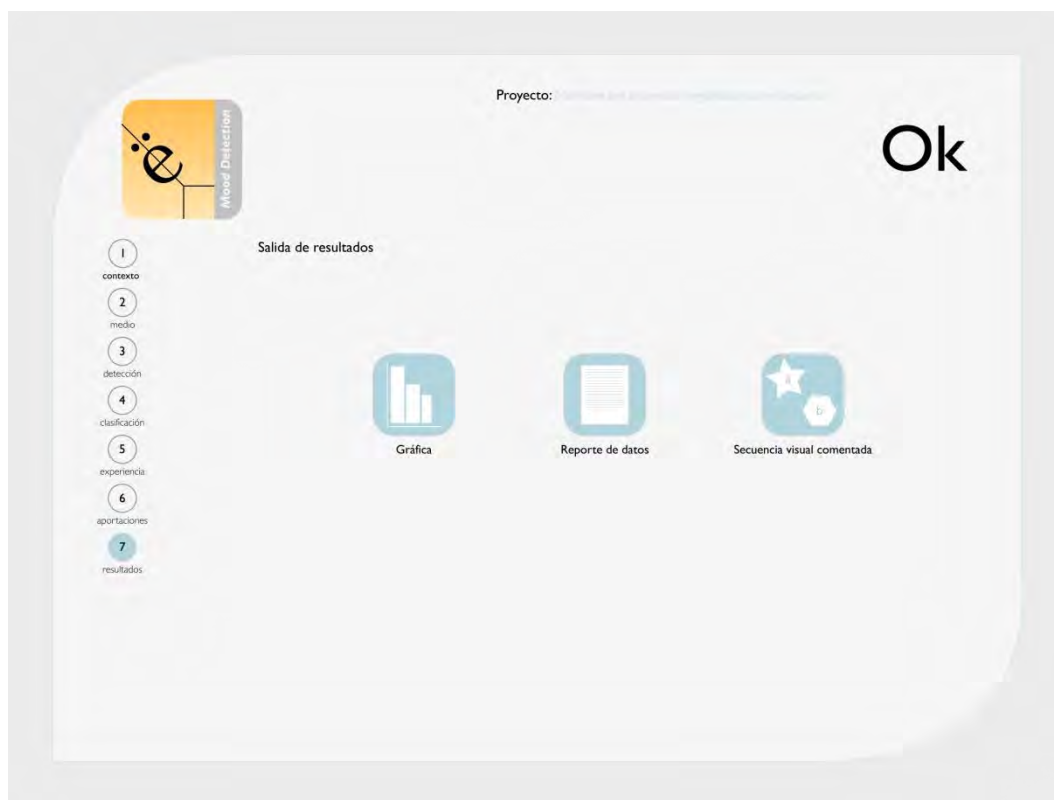 Proyecto:
ë
Mood Detection
Ok
Salida de resultados
1
contexto
2
medio
3
detección
4
clasificación
5
experiencia
6
aportaciones
7
resultados
a
b
Gráfica
Reporte de datos
Secuencia visual comentada